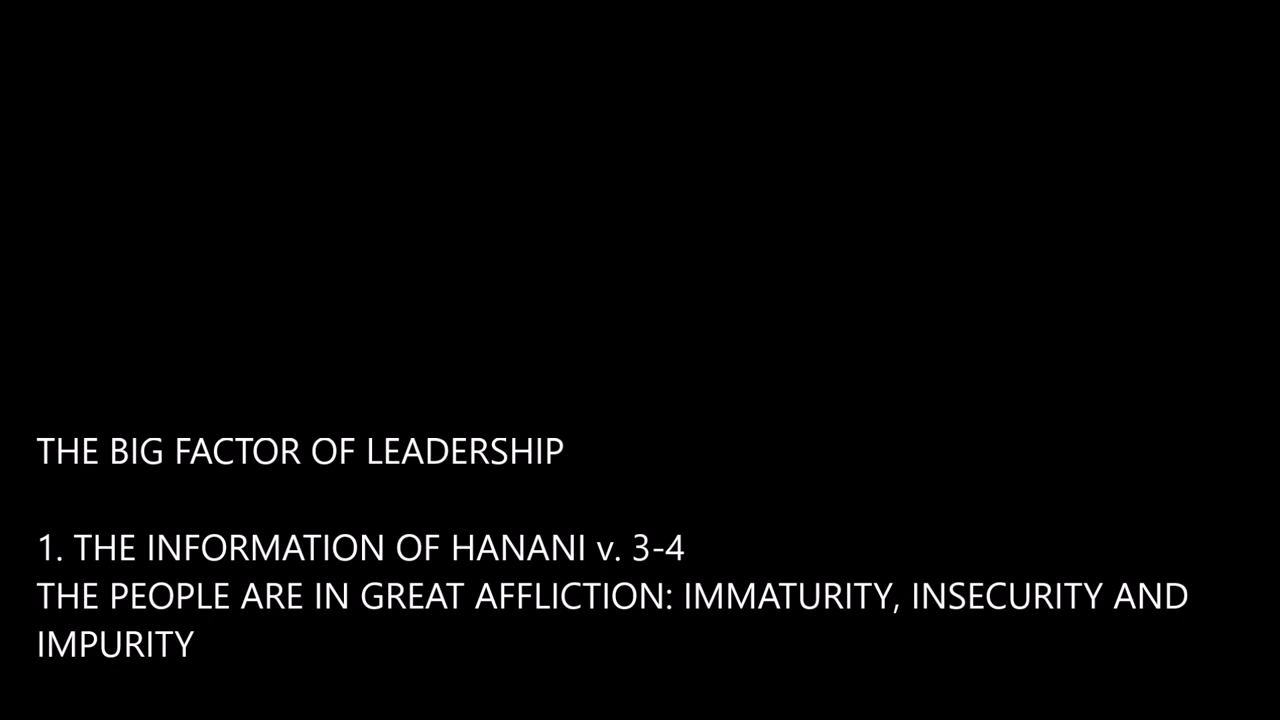 THE BIG FACTOR OF LEADERSHIP
1. THE INFORMATION OF HANANI v. 3-4
THE PEOPLE ARE IN GREAT AFFLICTION: IMMATURITY, INSECURITY AND
IMPURITY